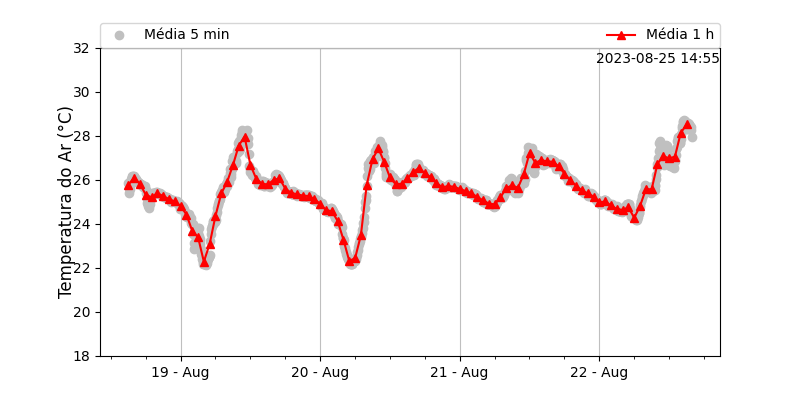 Média 5 min
Média 1 h
2023-08-25 14:55
Temperatura do Ar (°C)
32
30
28
26
24
22
20
18
19 - Aug
20 - Aug
21 - Aug
22 - Aug